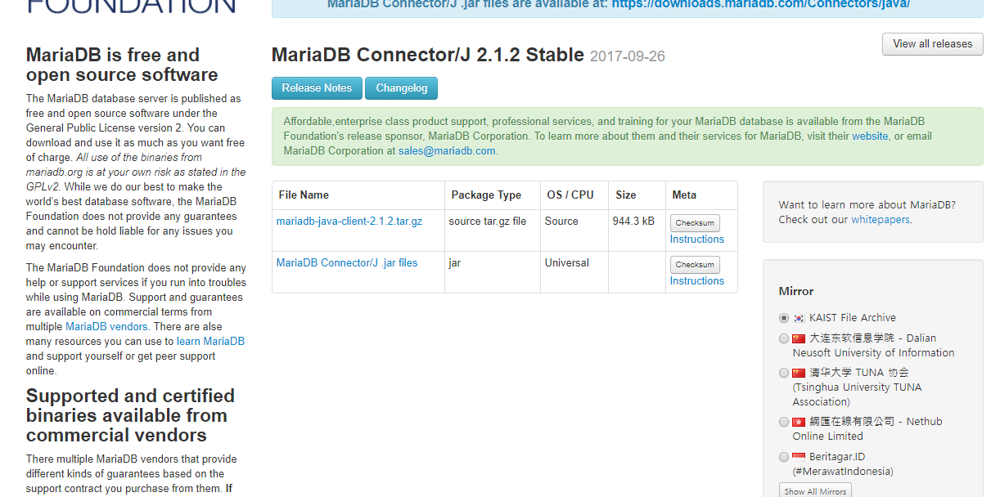 FOUNDATION
MariaDB Connector/J .jar files are available at: https://downloads.mariadb.com/Connectors/java/
View all releases
MariaDB is free and
open source software
The MariaDB database server is published as
free and open source software under the
General Public License version 2. You can
download and use it as much as you want free
of charge. All use of the binaries from
mariadb.org is at your own risk as stated in the
GPLv2. While we do our best to make the
world's best database software, the MariaDB
Foundation does not provide any guarantees
and cannot be hold liable for any issues you
may encounter.
The MariaDB Foundation does not provide any
help or support services if you run into troubles
while using MariaDB. Support and guarantees
are available on commercial terms from
multiple MariaDB vendors. There are alse
many resources you can use to learn MariaDB
and support yourself or get peer support
online.
Supported and certified
binaries available from
commercial vendors
There multiple MariaDB vendors that provide
different kinds of guarantees based on the
support contract you purchase from them. If
MariaDB Connector/J 2.1.2 Stable 2017-09-26
Release Notes Changelog
Affordable,enterprise class product support, professional services, and training for your MariaDB database is available from the MariaDB
Foundation's release sponsor, MariaDB Corporation. To learn more about them and their services for MariaDB, visit their website, or email
MariaDB Corporation at sales@mariadb.com.
File Name Package Type OS / CPU Size Meta
mariadb-java-client-2.1.2.tar.gz source tar.gz file Source 944.3 kB Checksum
Instructions
MariaDB Connector/J .jar files jar Universal Checksum
Instructions
Want to learn more about MariaDB?
Check out our whitepapers.
Mirror
KAIST File Archive
大连东软信息学院 - Dalian
Neusoft University of Information
清华大学 TUNA 协会
(Tsinghua University TUNA
Association)
網匯在線有限公司 - Nethub
Online Limited
Beritagar.ID
(#MerawatIndonesia)
Show All Mirrors